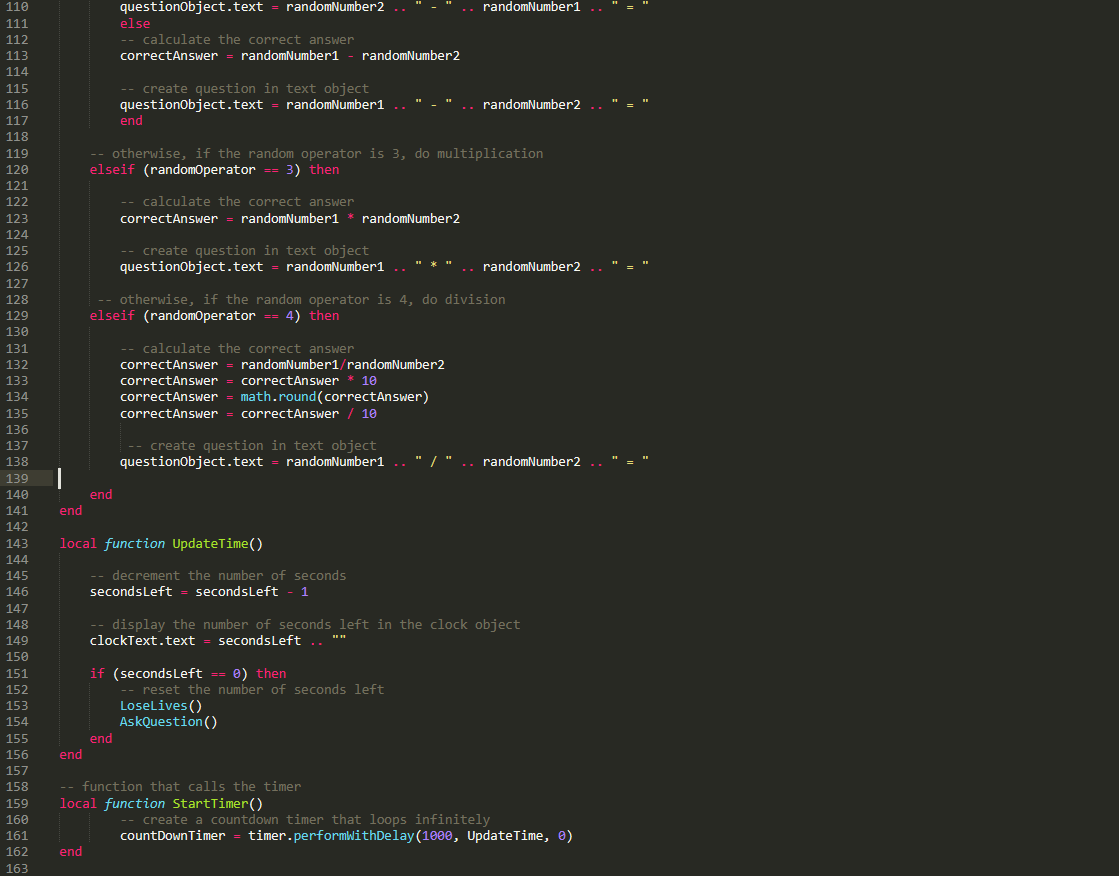 110 questionObject.text = randomNumber2 .. " - " .. randomNumber1 .. " = "
111 else
112 -- calculate the correct answer
113 correctAnswer = randomNumber1 - randomNumber2
114
115 -- create question in text object
116 questionObject.text = randomNumber1 .. " - " .. randomNumber2 .. " = "
117 end
118
119 -- otherwise, if the random operator is 3, do multiplication
120 elseif (randomOperator == 3) then
121
122 -- calculate the correct answer
123 correctAnswer = randomNumber1 * randomNumber2
124
125 -- create question in text object
126 questionObject.text = randomNumber1 .. " * " .. randomNumber2 .. " = "
127
128 -- otherwise, if the random operator is 4, do division
129 elseif (randomOperator == 4) then
130
131 -- calculate the correct answer
132 correctAnswer = randomNumber1/randomNumber2
133 correctAnswer = correctAnswer * 10
134 correctAnswer = math.round(correctAnswer)
135 correctAnswer = correctAnswer / 10
136
137 -- create question in text object
138 questionObject.text = randomNumber1 .. " / " .. randomNumber2 .. " = "
139
140 end
141 end
142
143 local function UpdateTime()
144
145 -- decrement the number of seconds
146 secondsLeft = secondsLeft - 1
147
148 -- display the number of seconds left in the clock object
149 clockText.text = secondsLeft .. ""
150
151 if (secondsLeft == 0) then
152 -- reset the number of seconds left
153 LoseLives()
154 AskQuestion()
155 end
156 end
157
158 -- function that calls the timer
159 local function StartTimer()
160 -- create a countdown timer that loops infinitely
161 countDownTimer = timer.performWithDelay(1000, UpdateTime, 0)
162 end
163